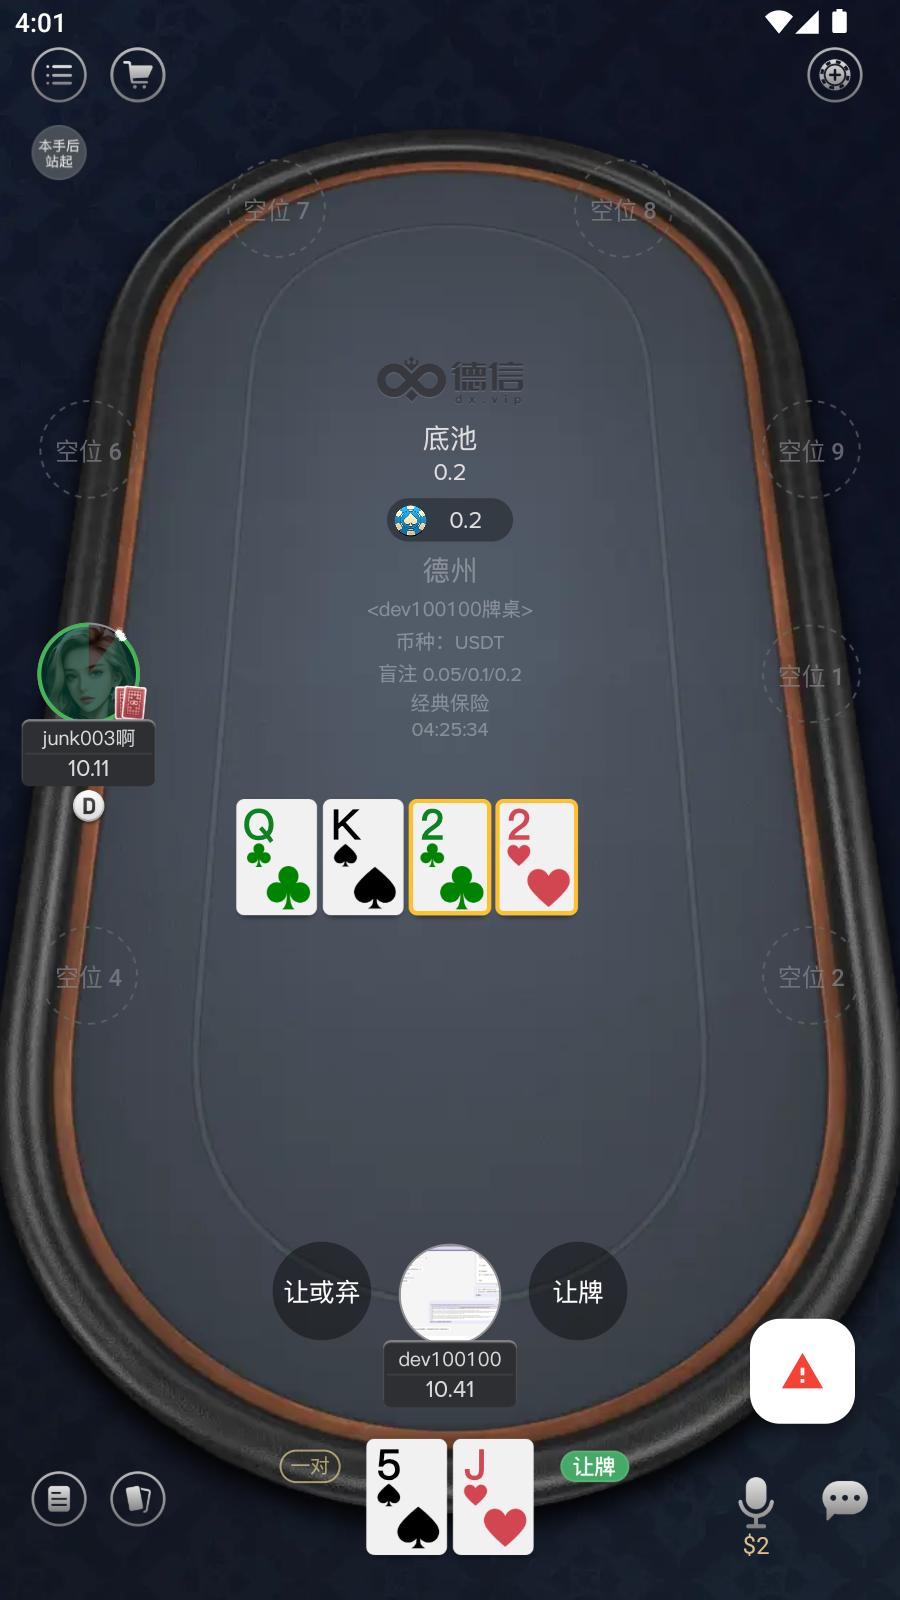 4:01
本手后
站起
空位 7
空位 8
德信
dx.vip
底池
0.2
0.2
空位 6
空位 9
德州
<dev100100牌桌>
币种：USDT
盲注 0.05/0.1/0.2
经典保险
04:25:34
空位 1
junk003啊
10.11
D
Q
K
2
2
空位 4
空位 2
让或弃
让牌
dev100100
10.41
一对
5
J
让牌
$2